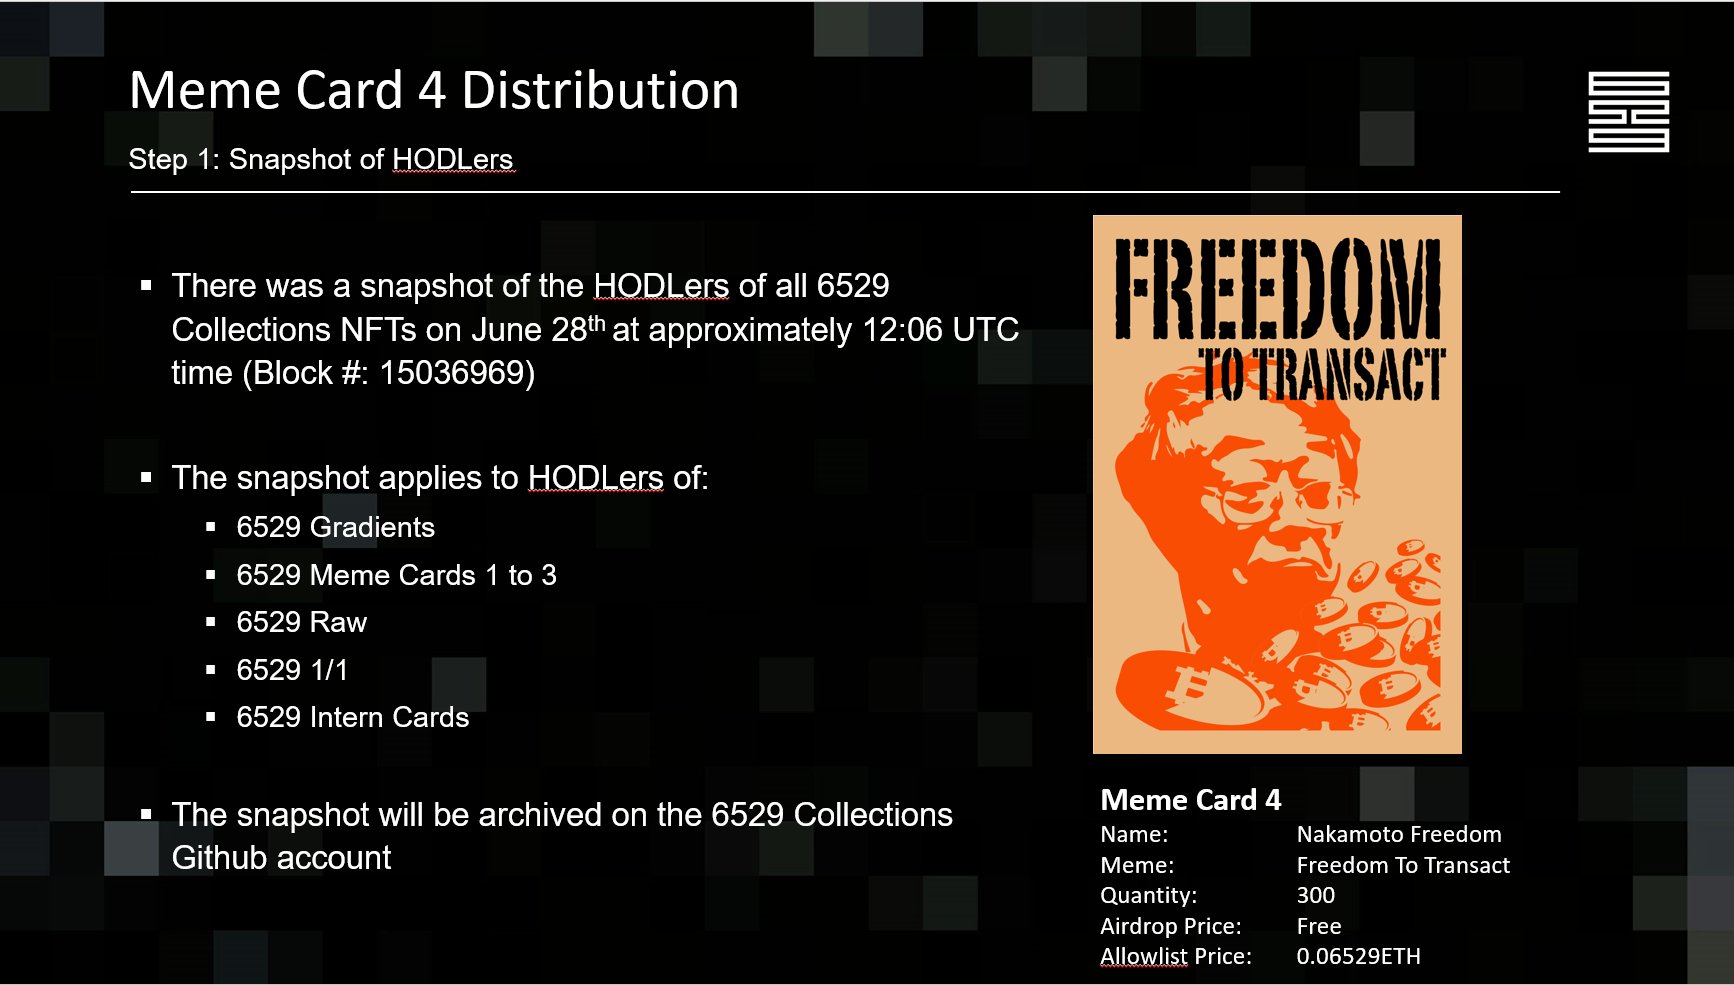 Meme Card 4 Distribution
Step 1: Snapshot of HODLers
▪ There was a snapshot of the HODLers of all 6529
Collections NFTs on June 28th at approximately 12:06 UTC
time (Block #: 15036969)
▪ The snapshot applies to HODLers of:
▪ 6529 Gradients
▪ 6529 Meme Cards 1 to 3
▪ 6529 Raw
▪ 6529 1/1
▪ 6529 Intern Cards
▪ The snapshot will be archived on the 6529 Collections
Github account
FREEDOM
TO TRANSACT
Meme Card 4
Name: Nakamoto Freedom
Meme: Freedom To Transact
Quantity: 300
Airdrop Price: Free
Allowlist Price: 0.06529ETH